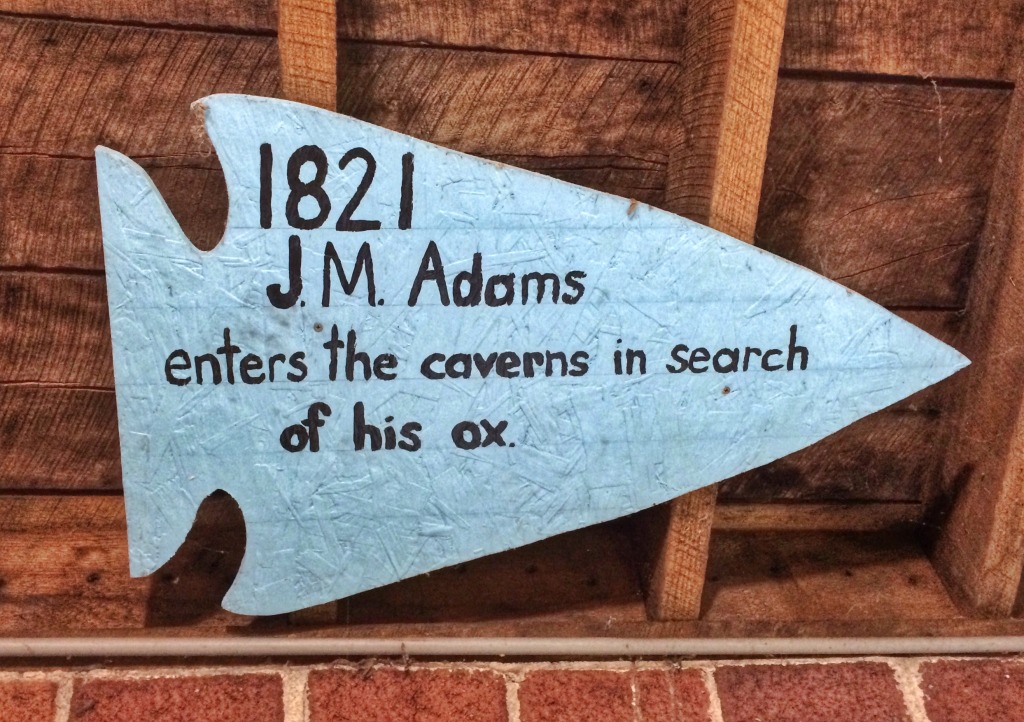 1821
J.M. Adams
enters the caverns in search
of his ox.